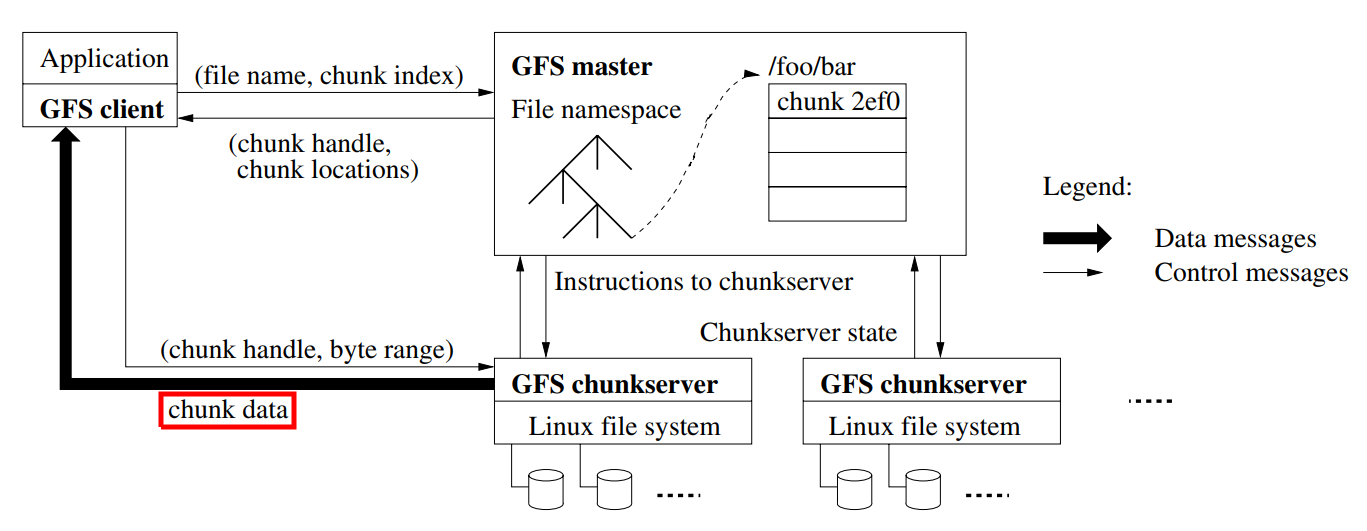 Application
GFS client
(file name, chunk index)
(chunk handle,
chunk locations)
GFS master
File namespace
/foo/bar
chunk 2ef0
Legend:
Data messages
Control messages
Instructions to chunkserver
Chunkserver state
(chunk handle, byte range)
chunk data
GFS chunkserver
Linux file system
GFS chunkserver
Linux file system